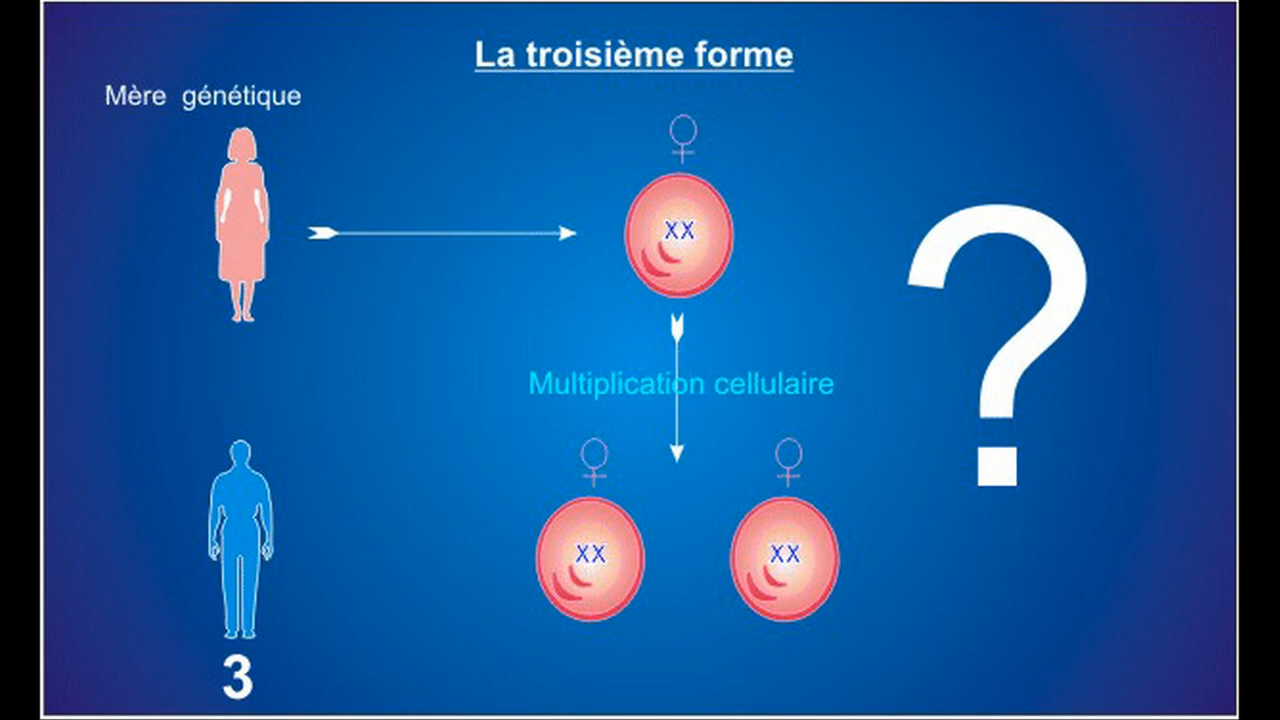 La troisième forme
Mère génétique
XX
Multiplication cellulaire
XX XX
?
3